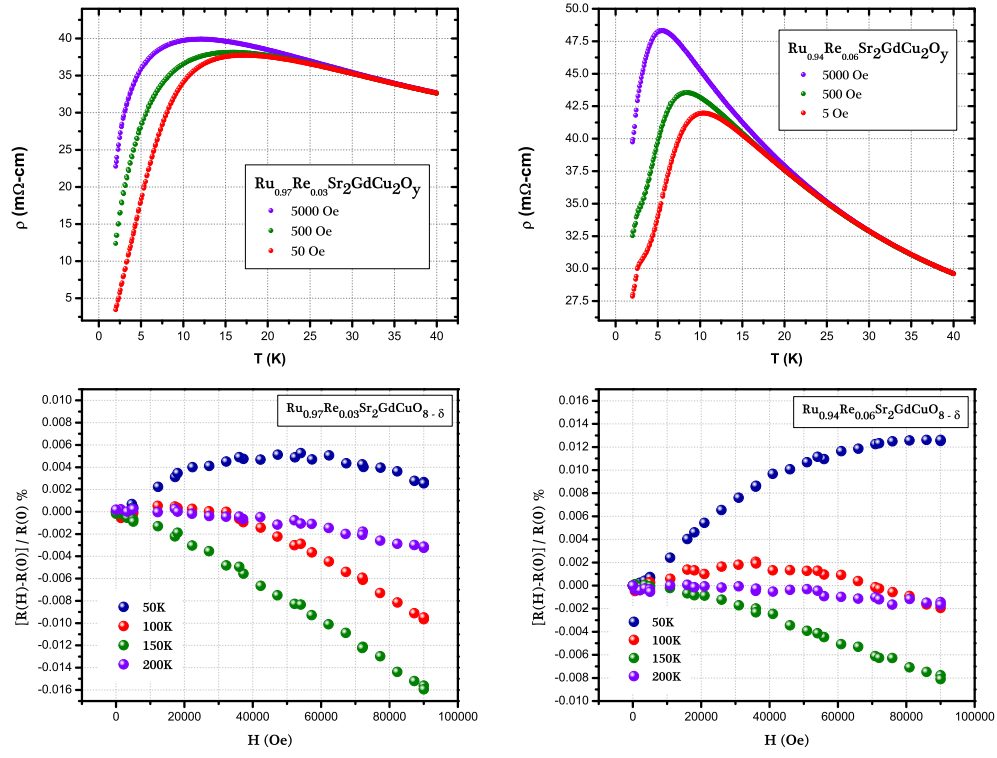 40
35
30
25
20
15
10
5
ρ (mΩ-cm)
Ru0.97Re0.03Sr2GdCu2Oy
5000 Oe
500 Oe
50 Oe
0 5 10 15 20 25 30 35 40
T (K)
50.0
47.5
45.0
42.5
40.0
37.5
35.0
32.5
30.0
27.5
ρ (mΩ-cm)
Ru0.94Re0.06Sr2GdCu2Oy
5000 Oe
500 Oe
5 Oe
0 5 10 15 20 25 30 35 40
T (K)
0.010
0.008
0.006
0.004
0.002
0.000
-0.002
-0.004
-0.006
-0.008
-0.010
-0.012
-0.014
-0.016
[R(H)-R(0)] / R(0) %
Ru0.97Re0.03Sr2GdCuO8 - δ
50K
100K
150K
200K
0 20000 40000 60000 80000 100000
H (Oe)
0.016
0.014
0.012
0.010
0.008
0.006
0.004
0.002
0.000
-0.002
-0.004
-0.006
-0.008
-0.010
[R(H)-R(0)] / R(0) %
Ru0.94Re0.06Sr2GdCuO8 - δ
50K
100K
150K
200K
0 20000 40000 60000 80000 100000
H (Oe)